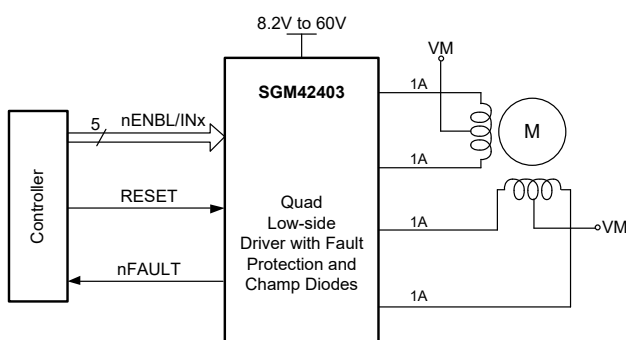 8.2V to 60V
VM
SGM42403
1A
5
nENBL/INx
M
Controller
1A
RESET
Quad
Low-side
Driver with Fault
Protection and
Champ Diodes
1A
VM
nFAULT
1A